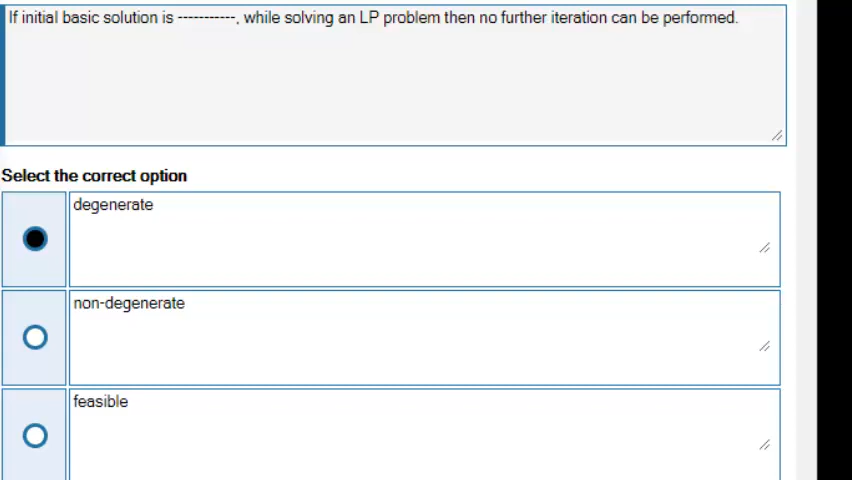 If initial basic solution is -----------, while solving an LP problem then no further iteration can be performed.
Select the correct option
degenerate
non-degenerate
feasible